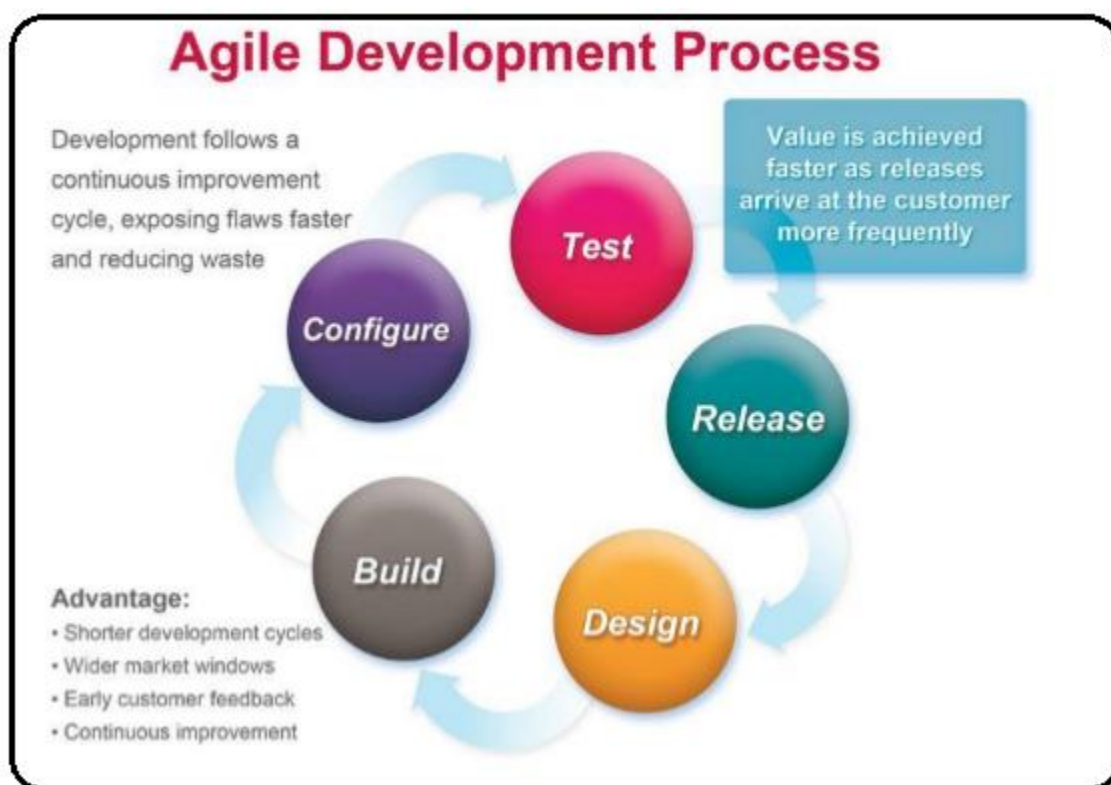 Agile Development Process
Development follows a
continuous improvement
cycle, exposing flaws faster
and reducing waste
Value is achieved
faster as releases
arrive at the customer
more frequently
Test
Configure
Release
Build
Design
Advantage:
• Shorter development cycles
• Wider market windows
• Early customer feedback
• Continuous improvement